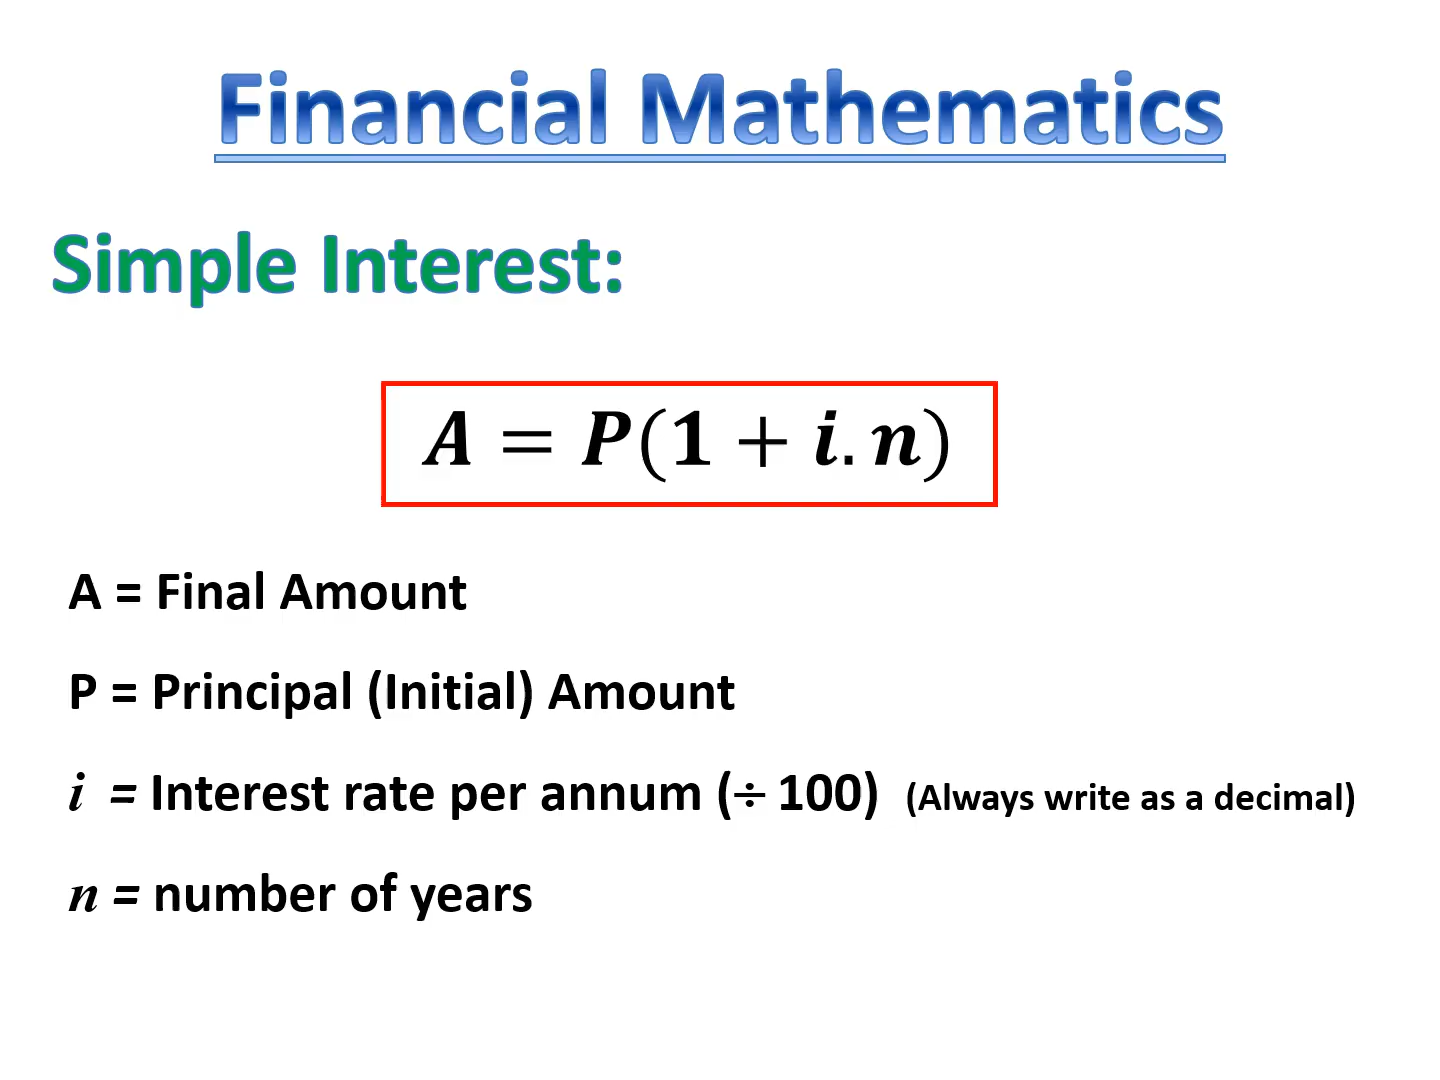 Financial Mathematics
Simple Interest:
A = P(1 + i.n)
A = Final Amount
P = Principal (Initial) Amount
i = Interest rate per annum (÷ 100) (Always write as a decimal)
n = number of years